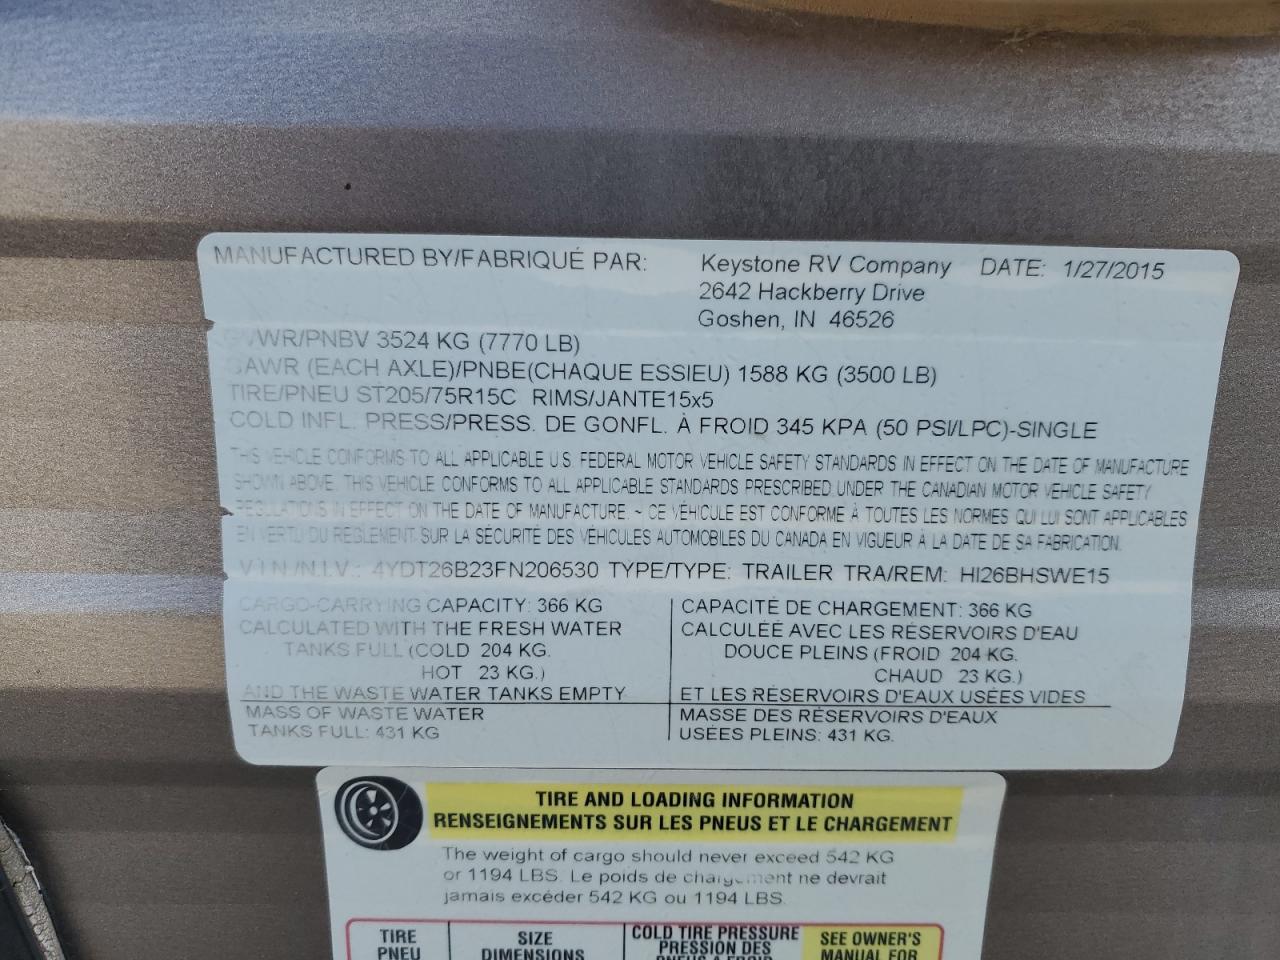 MANUFACTURED BY/FABRIQUÉ PAR: Keystone RV Company DATE: 1/27/2015
2642 Hackberry Drive
Goshen, IN 46526
GVWR/PNBV 3524 KG (7770 LB)
GAWR (EACH AXLE)/PNBE(CHAQUE ESSIEU) 1588 KG (3500 LB)
TIRE/PNEU ST205/75R15C RIMS/JANTE15x5
COLD INFL. PRESS/PRESS. DE GONFL. À FROID 345 KPA (50 PSI/LPC)-SINGLE
THIS VEHICLE CONFORMS TO ALL APPLICABLE U.S. FEDERAL MOTOR VEHICLE SAFETY STANDARDS IN EFFECT ON THE DATE OF MANUFACTURE
SHOWN ABOVE. THIS VEHICLE CONFORMS TO ALL APPLICABLE STANDARDS PRESCRIBED UNDER THE CANADIAN MOTOR VEHICLE SAFETY
REGULATIONS IN EFFECT ON THE DATE OF MANUFACTURE ~ CE VÉHICULE EST CONFORME À TOUTES LES NORMES QUI LUI SONT APPLICABLES
EN VERTU DU RÈGLEMENT SUR LA SÉCURITÉ DES VÉHICULES AUTOMOBILES DU CANADA EN VIGUEUR À LA DATE DE SA FABRICATION.
V.I.N./N.I.V.: 4YDT26B23FN206530 TYPE/TYPE: TRAILER TRA/REM: HI26BHSWE15
CARGO-CARRYING CAPACITY: 366 KG
CALCULATED WITH THE FRESH WATER
TANKS FULL (COLD 204 KG.
HOT 23 KG.)
AND THE WASTE WATER TANKS EMPTY
MASS OF WASTE WATER
TANKS FULL: 431 KG
CAPACITÉ DE CHARGEMENT: 366 KG
CALCULÉE AVEC LES RÉSERVOIRS D'EAU
DOUCE PLEINS (FROID 204 KG.
CHAUD 23 KG.)
ET LES RÉSERVOIRS D'EAUX USÉES VIDES
MASSE DES RÉSERVOIRS D'EAUX
USÉES PLEINS: 431 KG.
TIRE AND LOADING INFORMATION
RENSEIGNEMENTS SUR LES PNEUS ET LE CHARGEMENT
The weight of cargo should never exceed 542 KG
or 1194 LBS. Le poids de chargement ne devrait
jamais excéder 542 KG ou 1194 LBS.
TIRE
PNEU
SIZE
DIMENSIONS
COLD TIRE PRESSURE
PRESSION DES
PNEUS A FROID
SEE OWNER'S
MANUAL FOR